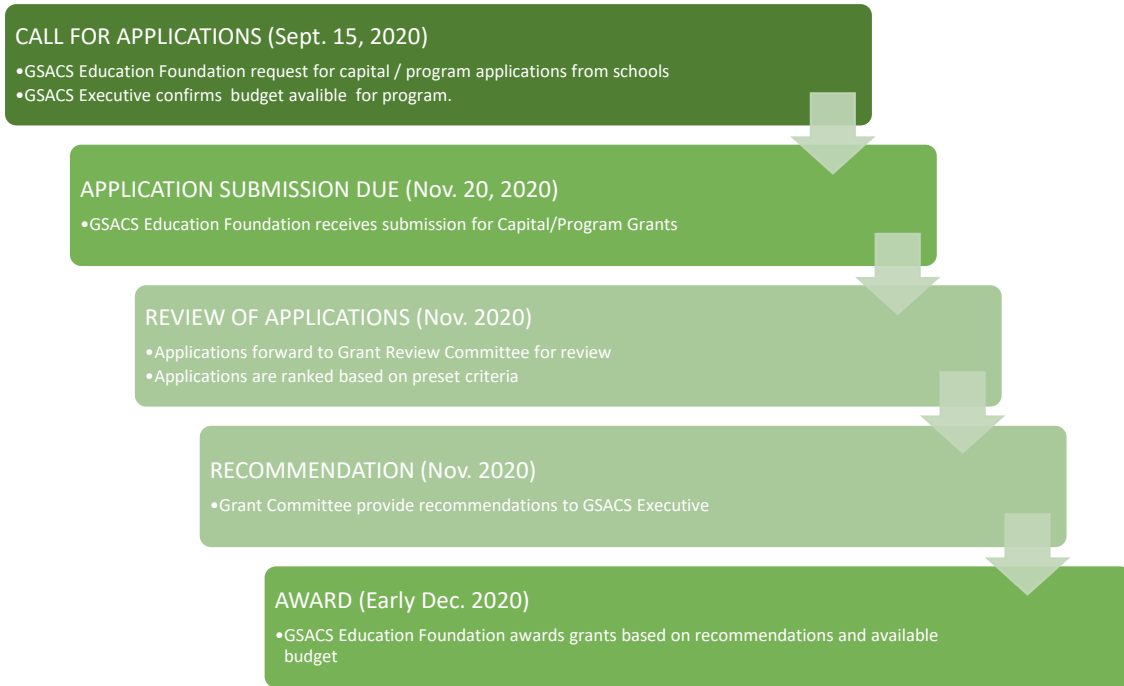 CALL FOR APPLICATIONS (Sept. 15, 2020)
•GSACS Education Foundation request for capital / program applications from schools
•GSACS Executive confirms budget avalible for program.
APPLICATION SUBMISSION DUE (Nov. 20, 2020)
•GSACS Education Foundation receives submission for Capital/Program Grants
REVIEW OF APPLICATIONS (Nov. 2020)
•Applications forward to Grant Review Committee for review
•Applications are ranked based on preset criteria
RECOMMENDATION (Nov. 2020)
•Grant Committee provide recommendations to GSACS Executive
AWARD (Early Dec. 2020)
•GSACS Education Foundation awards grants based on recommendations and available
budget